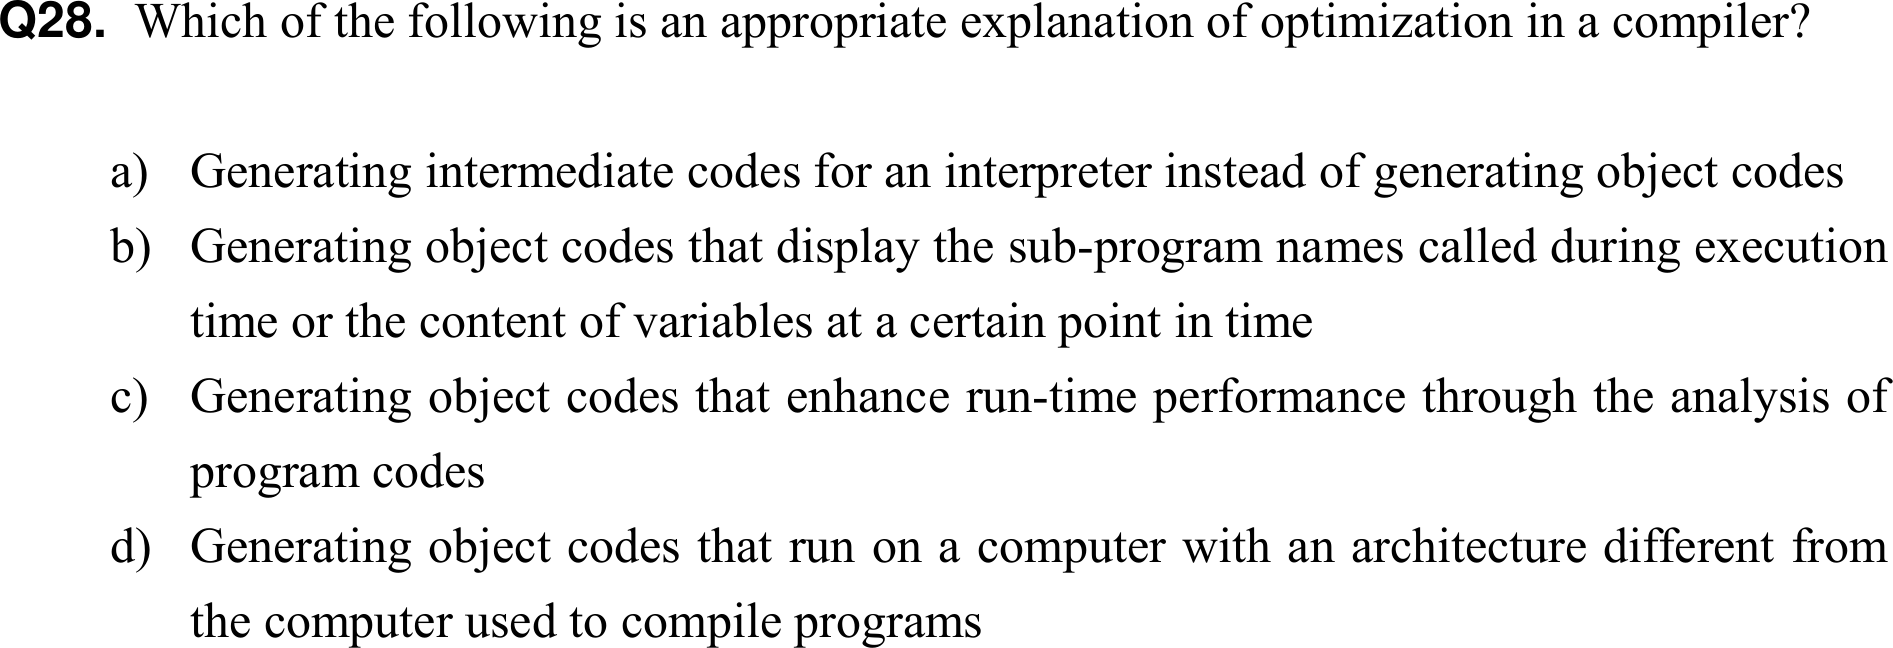 Q28. Which of the following is an appropriate explanation of optimization in a compiler?
a) Generating intermediate codes for an interpreter instead of generating object codes
b) Generating object codes that display the sub-program names called during execution
time or the content of variables at a certain point in time
c) Generating object codes that enhance run-time performance through the analysis of
program codes
d) Generating object codes that run on a computer with an architecture different from
the computer used to compile programs